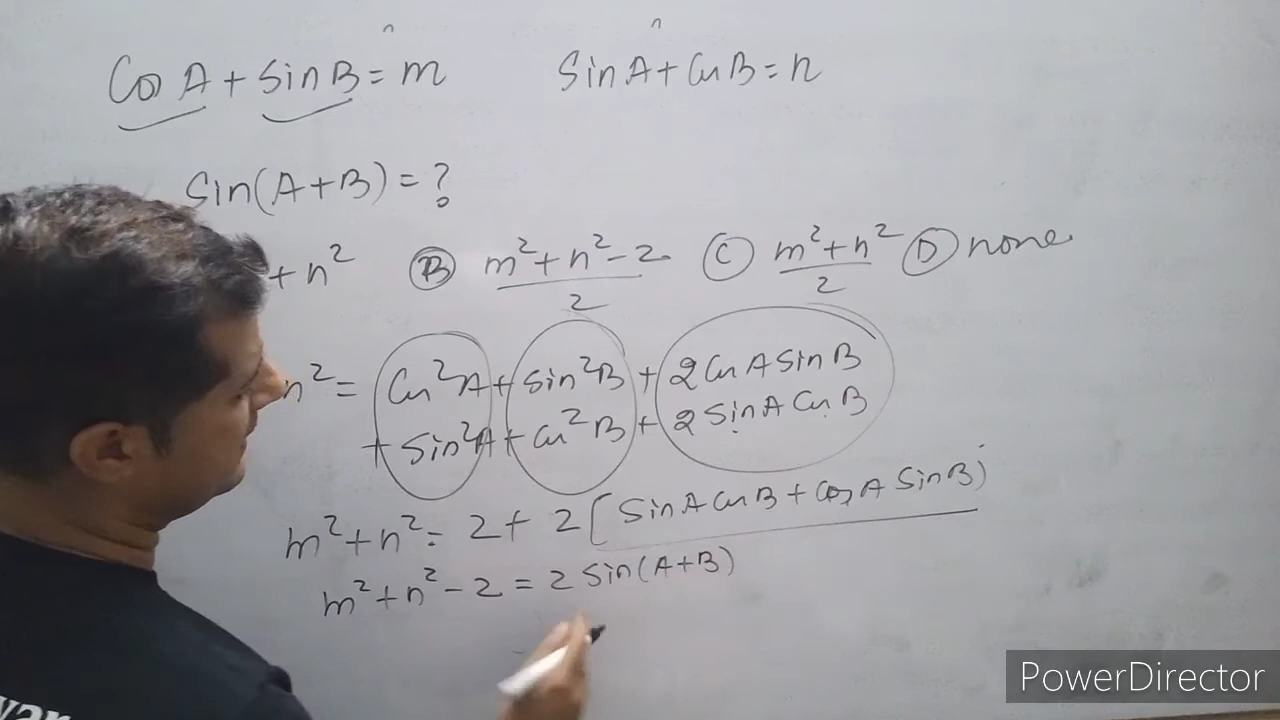 Cos A + Sin B = m Sin A + Cos B = n
Sin(A+B) = ?
+ n² Ⓑ (m² + n² - 2)/2 Ⓒ (m² + n²)/2 Ⓓ none
n² = Cos²A + Sin²B + 2 Cos A Sin B
+ Sin²A + Cos²B + 2 Sin A Cos B
m² + n² = 2 + 2 [Sin A Cos B + Cos A Sin B)
m² + n² - 2 = 2 Sin(A+B)
PowerDirector